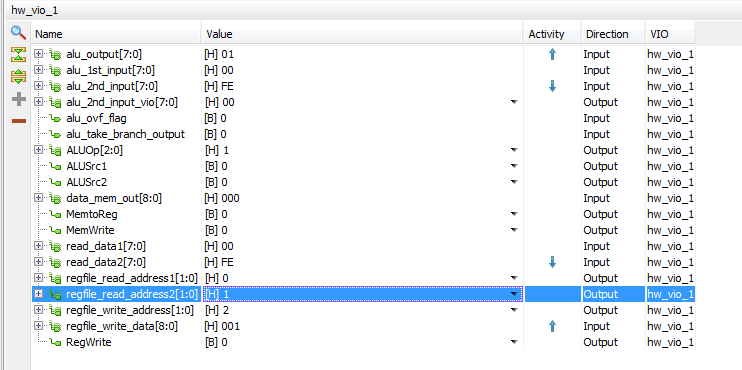 hw_vio_1
Name Value Activity Direction VIO
alu_output[7:0] [H] 01 Input hw_vio_1
alu_1st_input[7:0] [H] 00 Input hw_vio_1
alu_2nd_input[7:0] [H] FE Input hw_vio_1
alu_2nd_input_vio[7:0] [H] 00 Output hw_vio_1
alu_ovf_flag [B] 0 Input hw_vio_1
alu_take_branch_output [B] 0 Input hw_vio_1
ALUOp[2:0] [H] 1 Output hw_vio_1
ALUSrc1 [B] 0 Output hw_vio_1
ALUSrc2 [B] 0 Output hw_vio_1
data_mem_out[8:0] [H] 000 Input hw_vio_1
MemtoReg [B] 0 Output hw_vio_1
MemWrite [B] 0 Output hw_vio_1
read_data1[7:0] [H] 00 Input hw_vio_1
read_data2[7:0] [H] FE Input hw_vio_1
regfile_read_address1[1:0] [H] 0 Output hw_vio_1
regfile_read_address2[1:0] [H] 1 Output hw_vio_1
regfile_write_address[1:0] [H] 2 Output hw_vio_1
regfile_write_data[8:0] [H] 001 Input hw_vio_1
RegWrite [B] 0 Output hw_vio_1